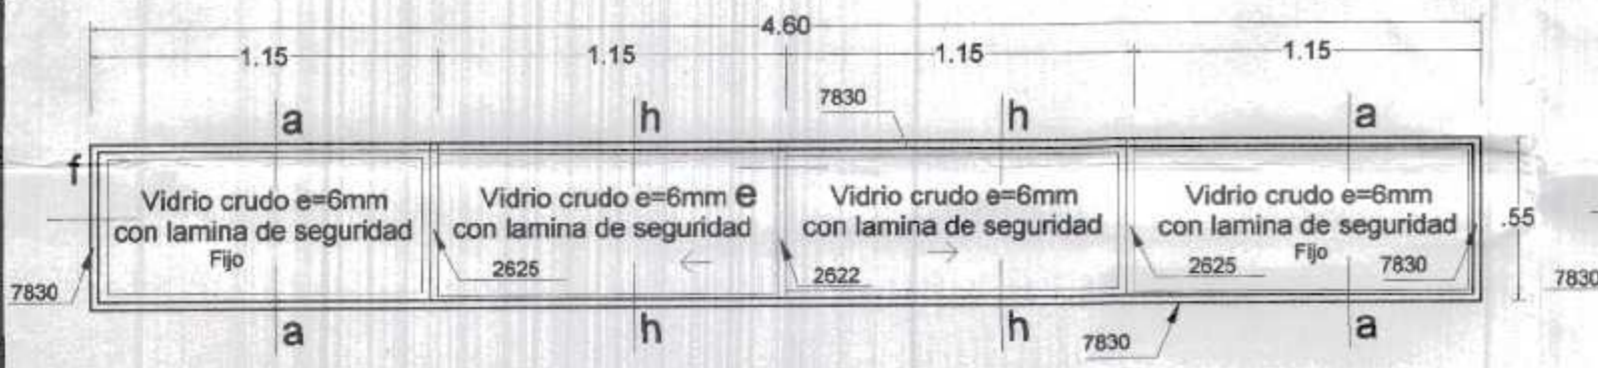 4.60
1.15 1.15 1.15 1.15
7830
a h h a
f
Vidrio crudo e=6mm
con lamina de seguridad
Fijo
Vidrio crudo e=6mm e
con lamina de seguridad
Vidrio crudo e=6mm
con lamina de seguridad
Vidrio crudo e=6mm
con lamina de seguridad
Fijo
.55
7830 2625 2622 2625 7830 7830
a h h 7830 a